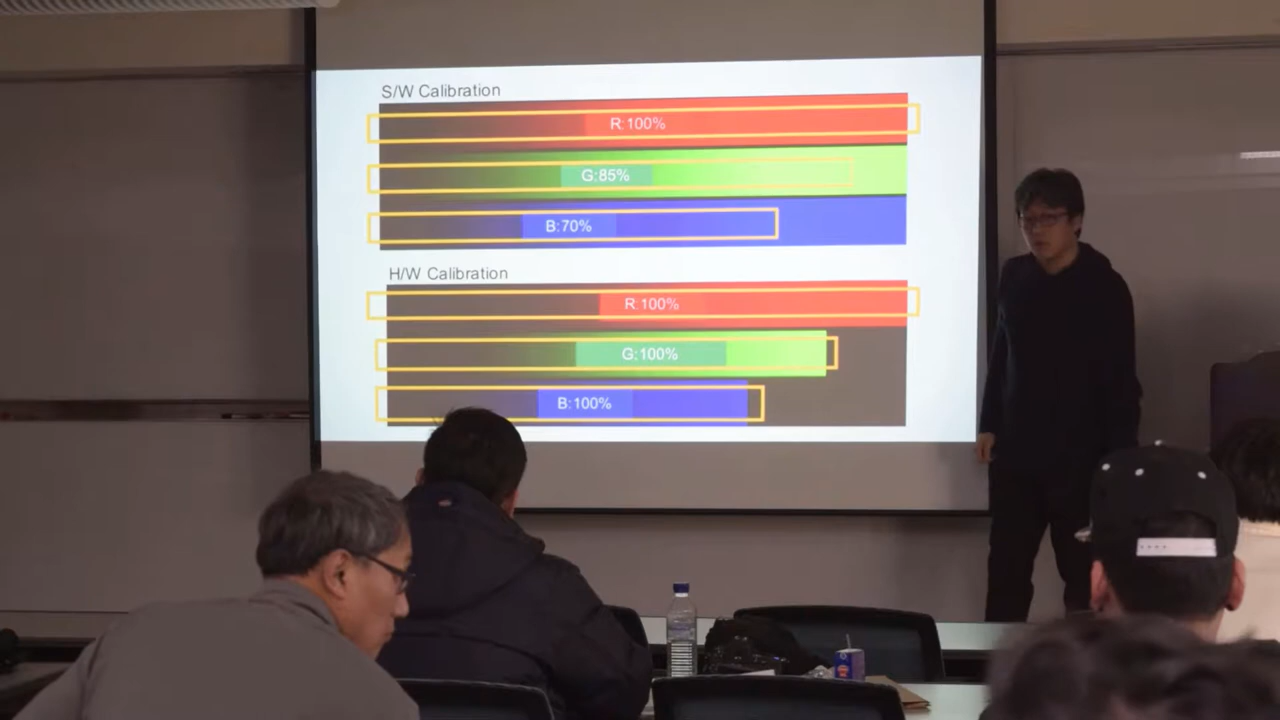 S/W Calibration
R:100%
G:85%
B:70%
H/W Calibration
R:100%
G:100%
B:100%